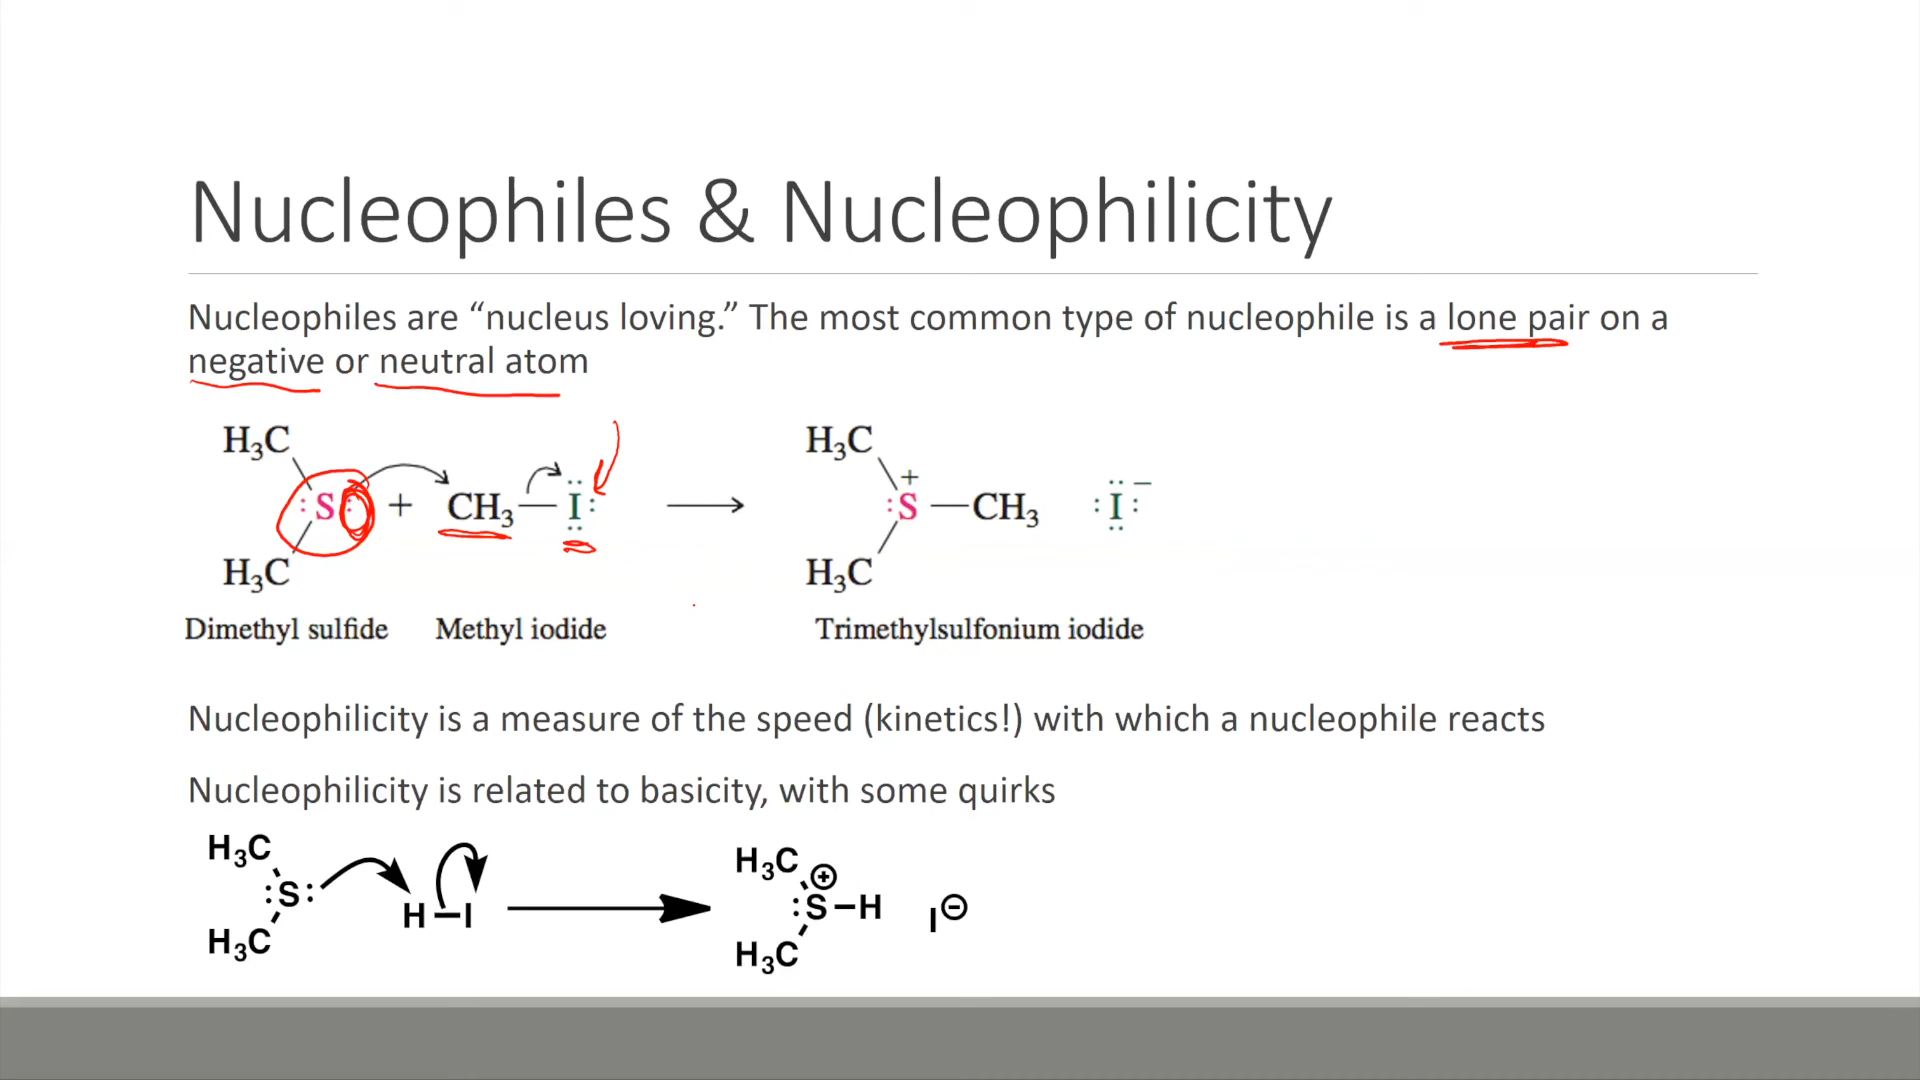 Nucleophiles & Nucleophilicity
Nucleophiles are “nucleus loving.” The most common type of nucleophile is a lone pair on a
negative or neutral atom
H₃C
:S: + CH₃—Ï: ⟶
H₃C
Dimethyl sulfide
Methyl iodide
H₃C
:S⁺—CH₃ :I:⁻
H₃C
Trimethylsulfonium iodide
Nucleophilicity is a measure of the speed (kinetics!) with which a nucleophile reacts
Nucleophilicity is related to basicity, with some quirks
H₃C
:S: H–I ⟶
H₃C
H₃C
:S⊕–H I⊖
H₃C